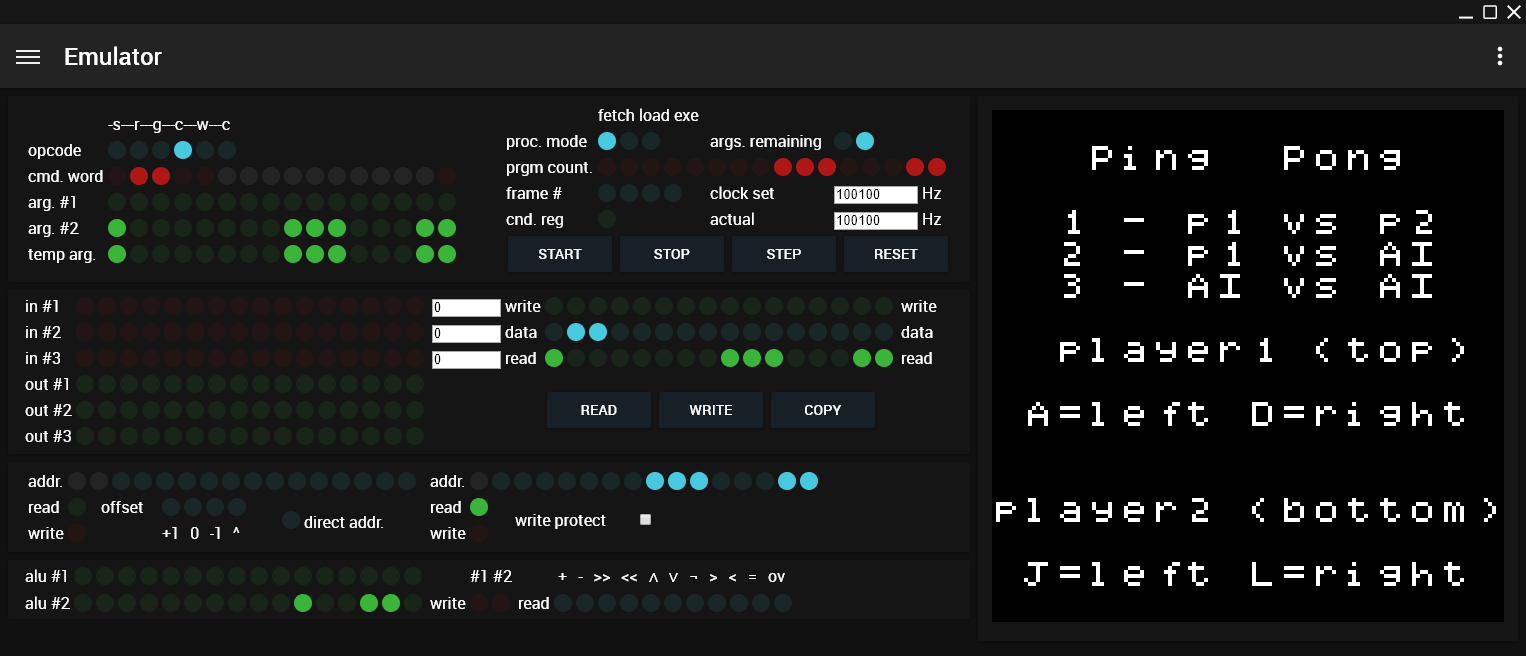 Emulator
-s---r---g---c---w---c
opcode
cmd. word
arg. #1
arg. #2
temp arg.
fetch load exe
proc. mode args. remaining
prgm count.
frame # clock set 100100 Hz
cnd. reg actual 100100 Hz
START STOP STEP RESET
in #1 0 write write
in #2 0 data data
in #3 0 read read
out #1
out #2
out #3
READ WRITE COPY
addr. addr.
read offset read
direct addr. write protect
write +1 0 -1 ^ write
alu #1 #1 #2 + - >> << ∧ ∨ ¬ > < = ov
alu #2 write read
Ping Pong
1 - p1 vs p2
2 - p1 vs AI
3 - AI vs AI
player1 (top)
A=left D=right
player2 (bottom)
J=left L=right